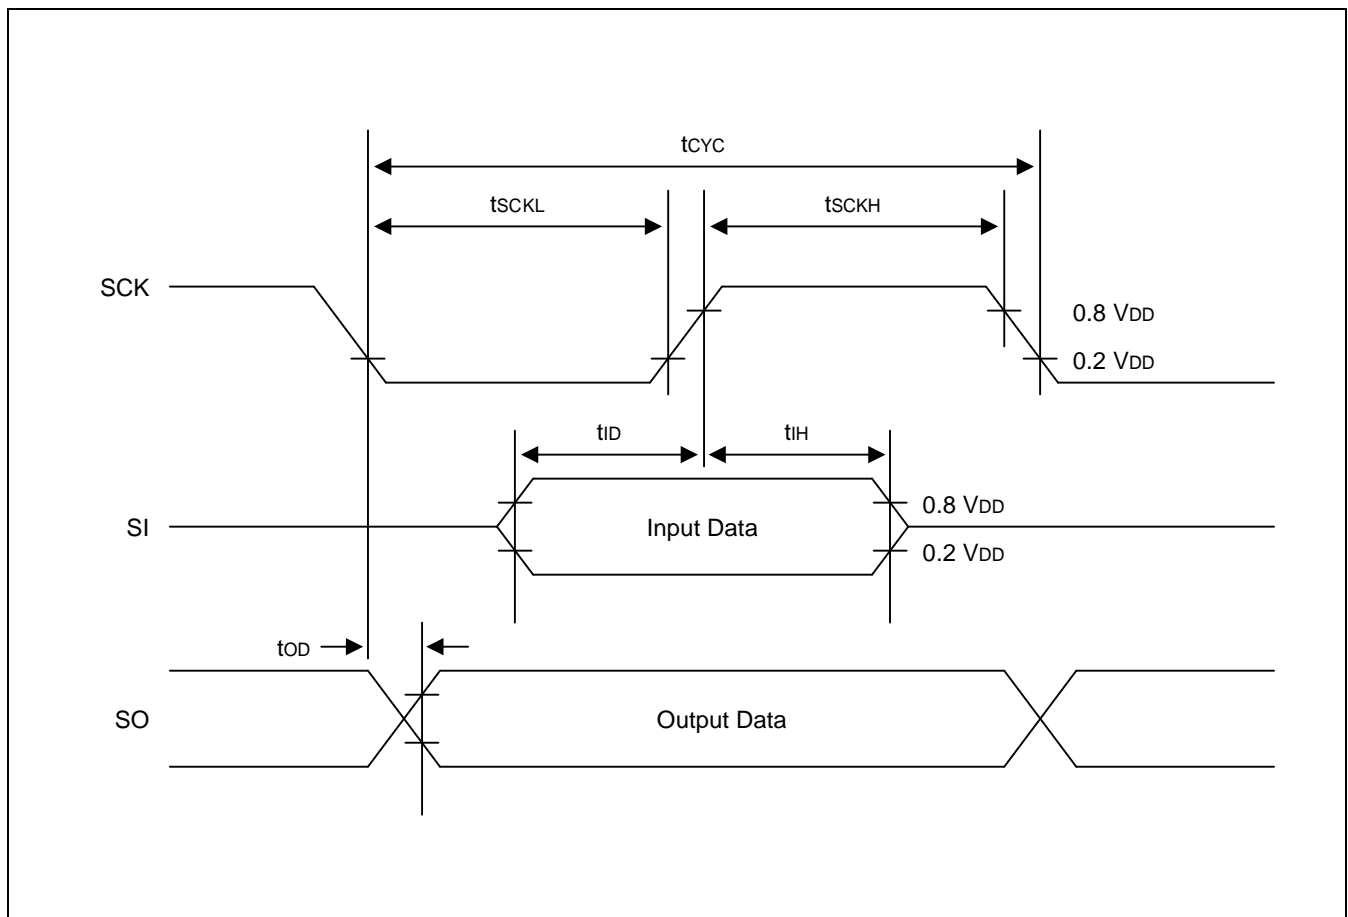 tCYC
tSCKL
tSCKH
SCK
0.8 VDD
0.2 VDD
tID
tIH
SI
Input Data
0.8 VDD
0.2 VDD
tOD
SO
Output Data